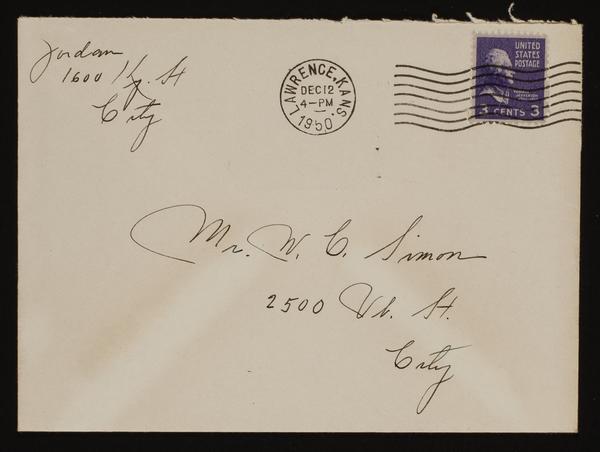 Jordan
1600 Ky. St
City
LAWRENCE, KANS.
DEC 12
4-PM
1950
UNITED
STATES
POSTAGE
3 CENTS 3
Mr. W. C. Simon
2500 Vt. St.
City